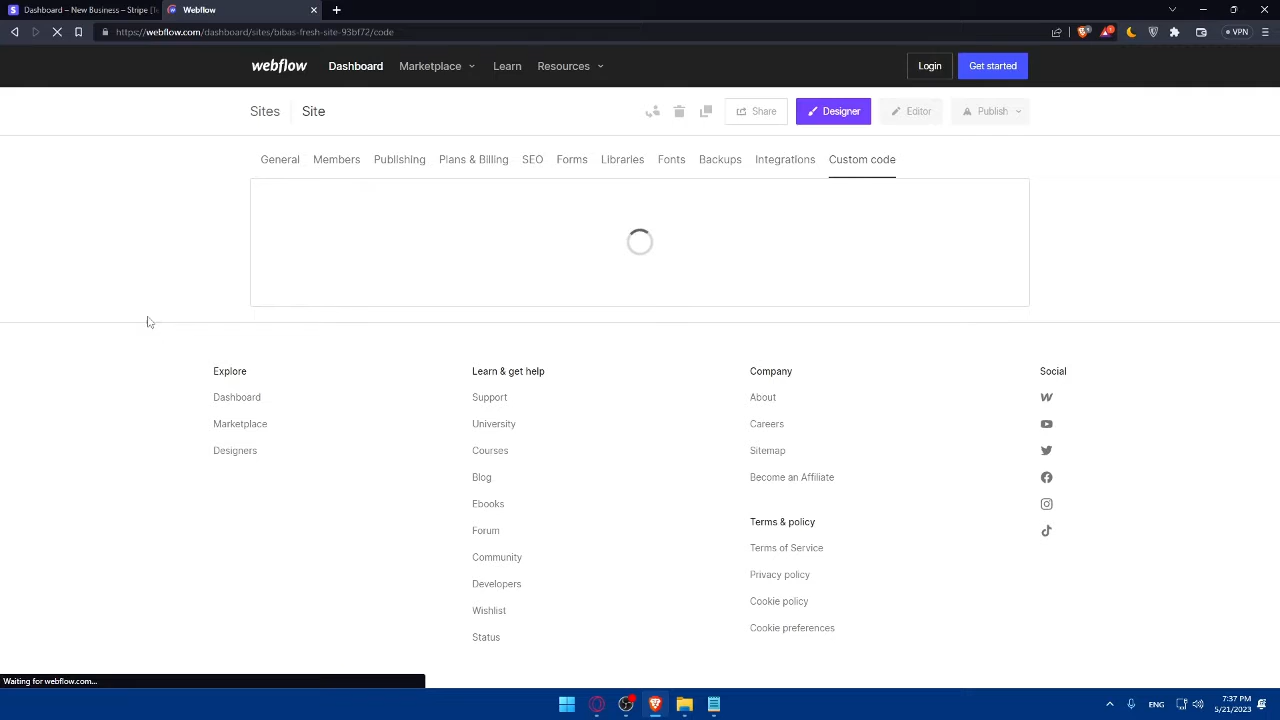 Dashboard – New Business – Stripe [T
Webflow
https://webflow.com/dashboard/sites/bibas-fresh-site-93bf72/code
VPN
webflow
Dashboard
Marketplace
Learn
Resources
Login
Get started
Sites
Site
Share
Designer
Editor
Publish
General
Members
Publishing
Plans & Billing
SEO
Forms
Libraries
Fonts
Backups
Integrations
Custom code
Explore
Dashboard
Marketplace
Designers
Learn & get help
Support
University
Courses
Blog
Ebooks
Forum
Community
Developers
Wishlist
Status
Company
About
Careers
Sitemap
Become an Affiliate
Terms & policy
Terms of Service
Privacy policy
Cookie policy
Cookie preferences
Social
Waiting for webflow.com...
ENG
7:37 PM
5/21/2023